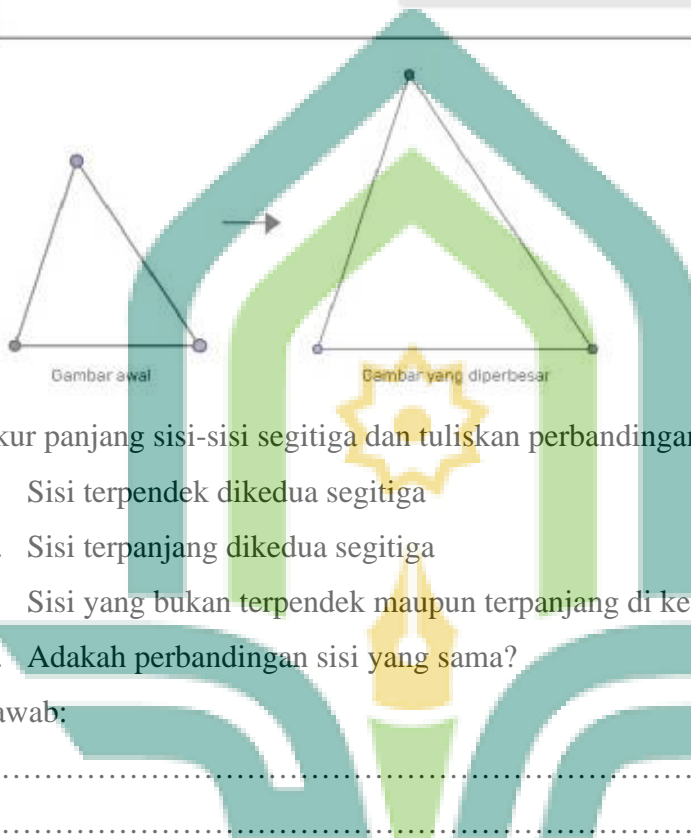 Gambar awal
Gambar yang diperbesar
kur panjang sisi-sisi segitiga dan tuliskan perbandingan
Sisi terpendek dikedua segitiga
. Sisi terpanjang dikedua segitiga
Sisi yang bukan terpendek maupun terpanjang di ke
. Adakah perbandingan sisi yang sama?
awab:
……………………………………………………………
……………………………………………………………